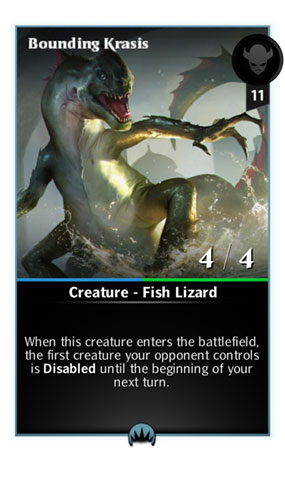 Bounding Krasis
11
4 / 4
Creature - Fish Lizard
When this creature enters the battlefield,
the first creature your opponent controls
is Disabled until the beginning of your
next turn.